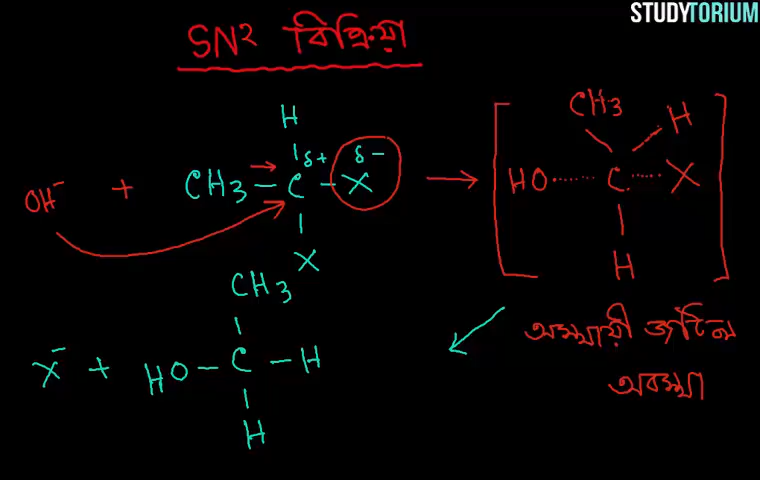 STUDYTORIUM
SN² বিক্রিয়া
H
δ+ δ-
OH⁻ + CH3 - C - X
X
CH3 H
HO ...... C ..... X
H
অস্থায়ী জটিল
অবস্থা
CH3
X⁻ + HO - C - H
H